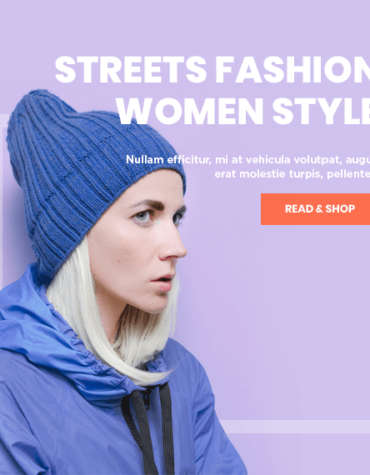 STREETS FASHION
WOMEN STYLE
Nullam efficitur, mi at vehicula volutpat, augu
erat molestie turpis, pellente
READ & SHOP